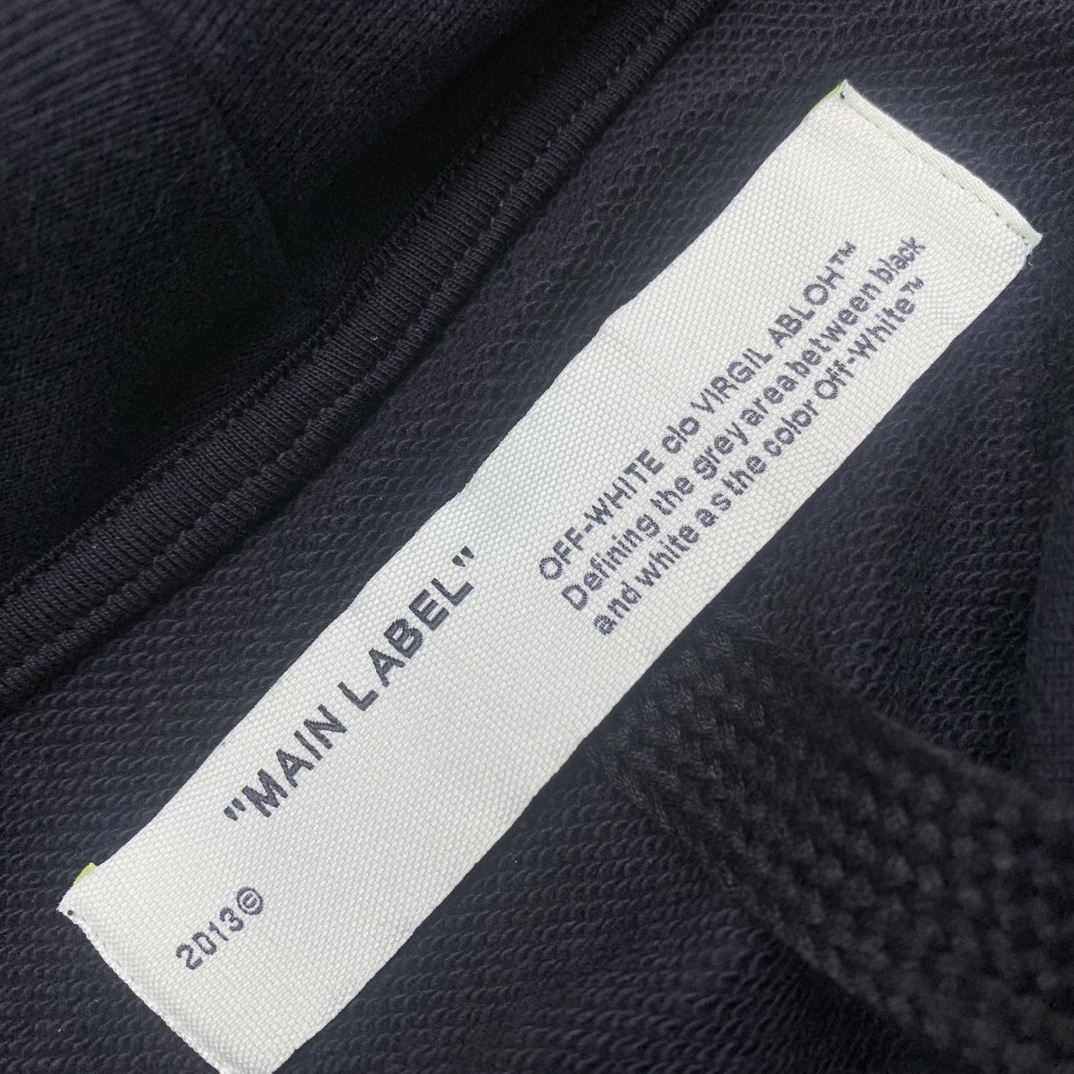 "MAIN LABEL"
OFF-WHITE c/o VIRGIL ABLOH™
Defining the grey area between black
and white as the color Off-White™
2013©